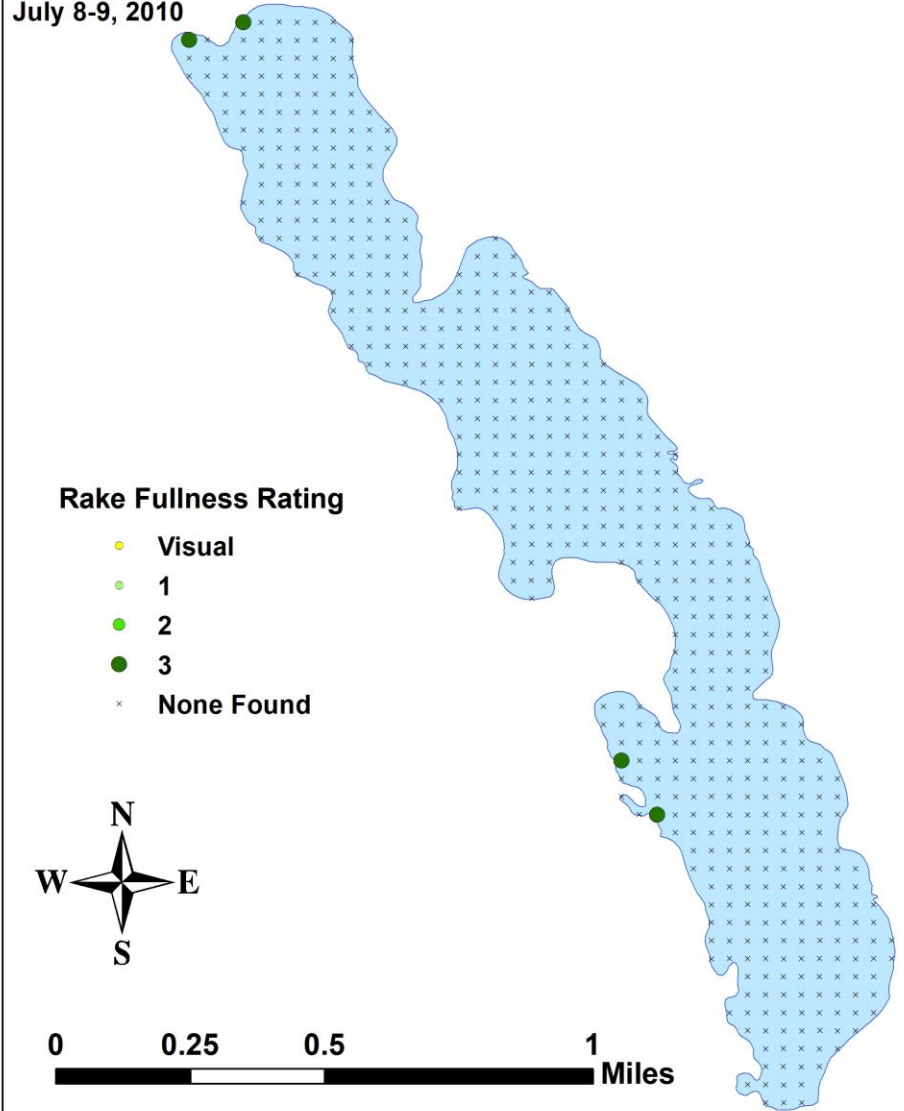 July 8-9, 2010
Rake Fullness Rating
Visual
1
2
3
None Found
N
W E
S
0 0.25 0.5 1
Miles